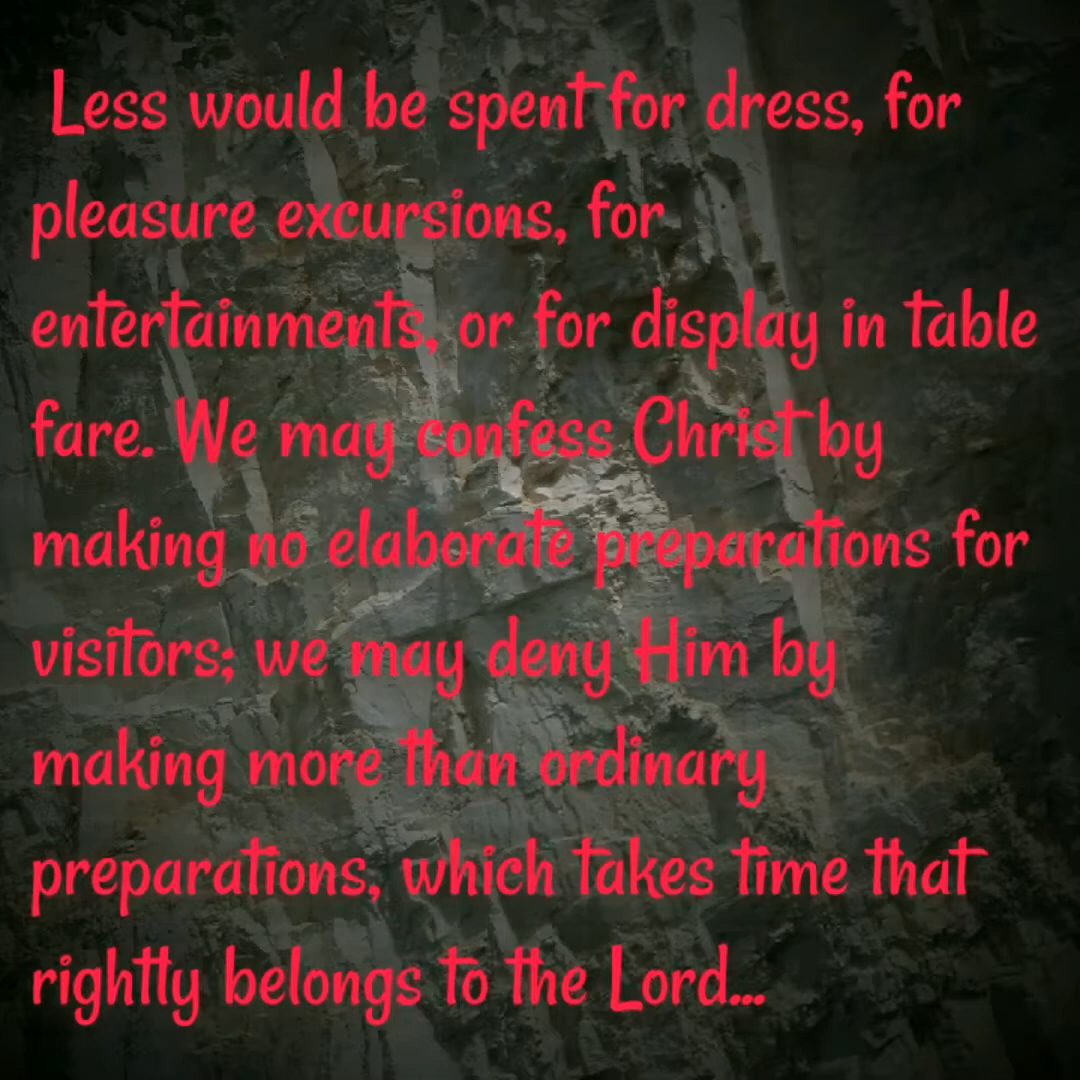 Less would be spent for dress, for
pleasure excursions, for
entertainments, or for display in table
fare. We may confess Christ by
making no elaborate preparations for
visitors; we may deny Him by
making more than ordinary
preparations, which takes time that
rightly belongs to the Lord...